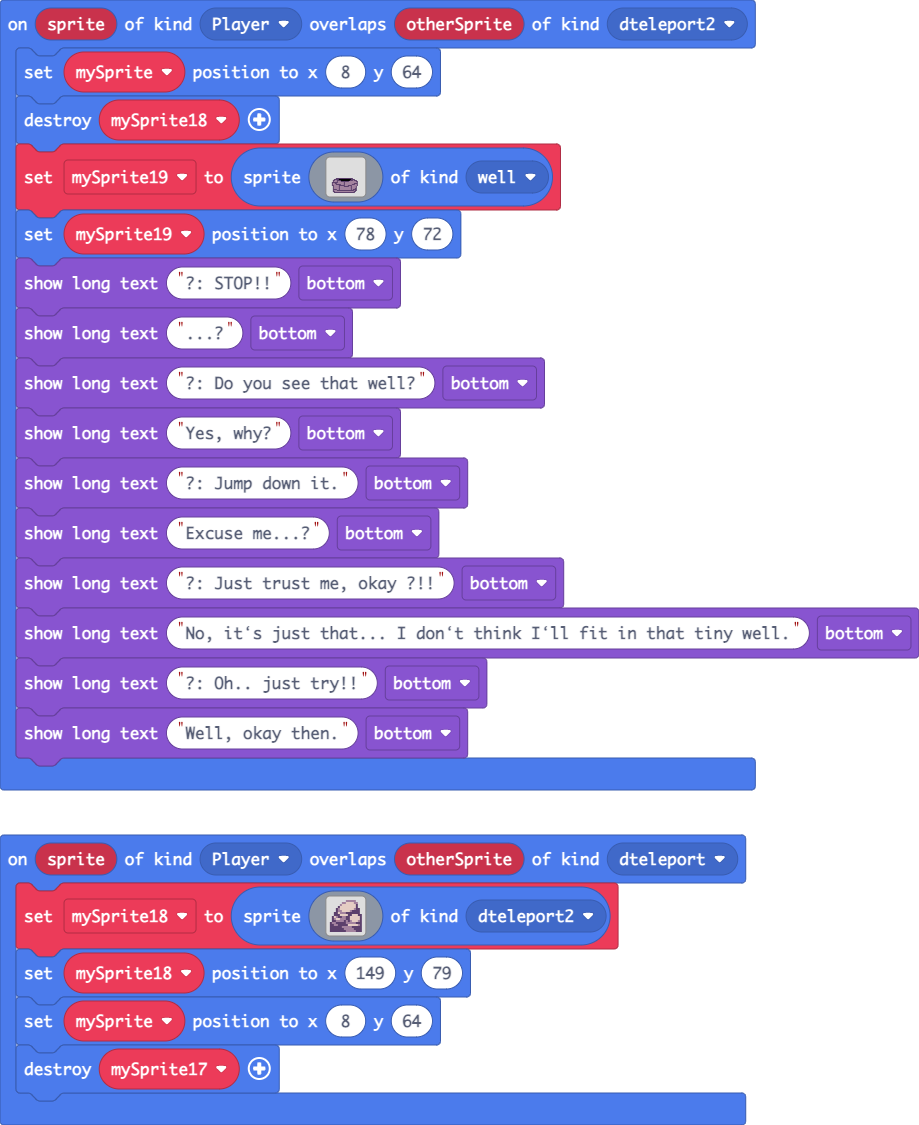 on sprite of kind Player overlaps otherSprite of kind dteleport2
set mySprite position to x 8 y 64
destroy mySprite18
set mySprite19 to sprite of kind well
set mySprite19 position to x 78 y 72
show long text "?: STOP!!" bottom
show long text "...?" bottom
show long text "?: Do you see that well?" bottom
show long text "Yes, why?" bottom
show long text "?: Jump down it." bottom
show long text "Excuse me...?" bottom
show long text "?: Just trust me, okay ?!!" bottom
show long text "No, it‘s just that... I don‘t think I‘ll fit in that tiny well." bottom
show long text "?: Oh.. just try!!" bottom
show long text "Well, okay then." bottom
on sprite of kind Player overlaps otherSprite of kind dteleport
set mySprite18 to sprite of kind dteleport2
set mySprite18 position to x 149 y 79
set mySprite position to x 8 y 64
destroy mySprite17